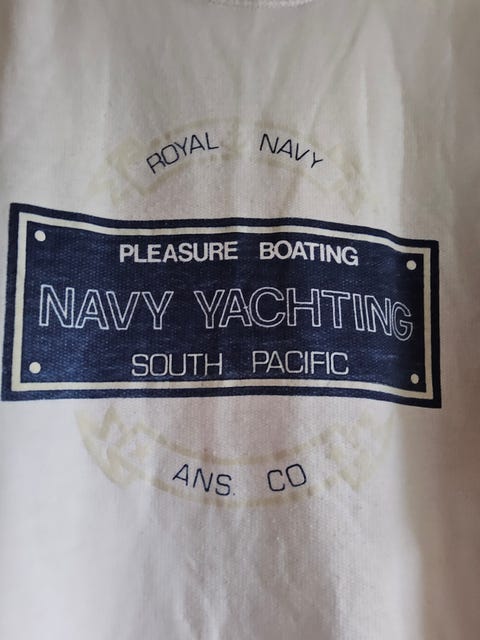 ROYAL NAVY
PLEASURE BOATING
NAVY YACHTING
SOUTH PACIFIC
ANS. CO